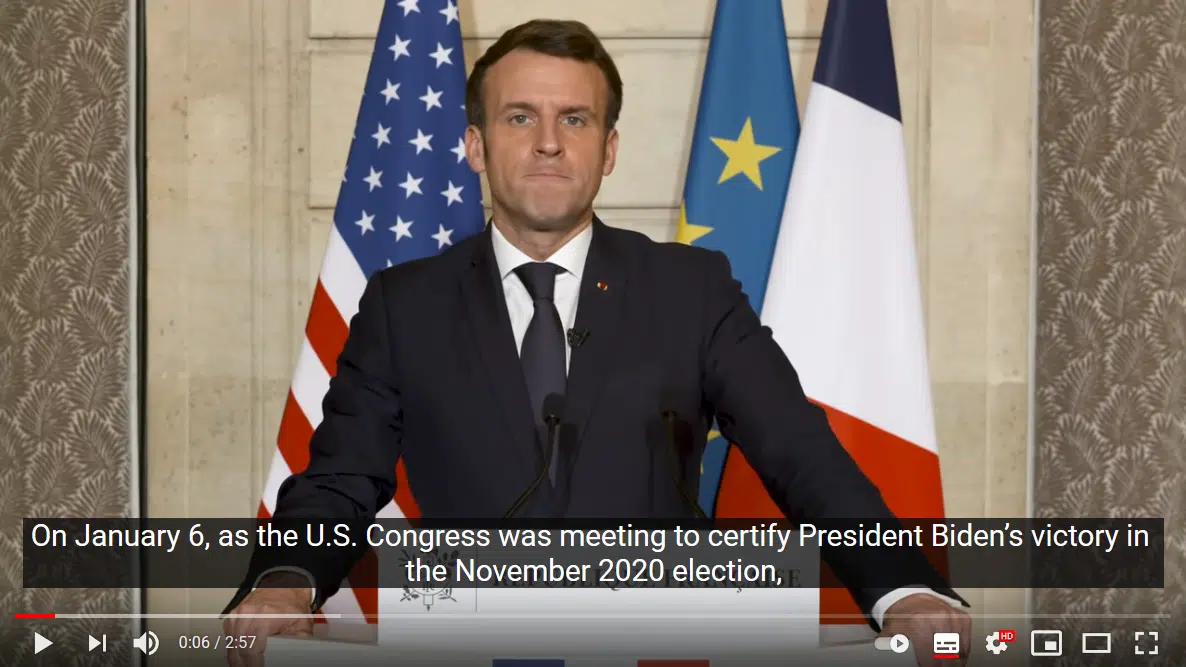 On January 6, as the U.S. Congress was meeting to certify President Biden’s victory in
the November 2020 election,
0:06 / 2:57
HD